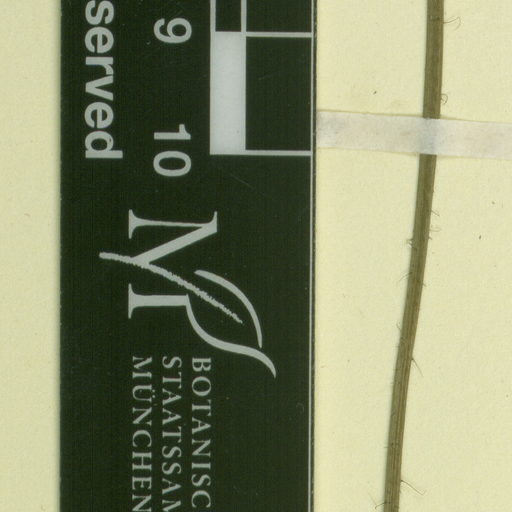 served
9 10
BOTANISC
STAATSSAM
MÜNCHEN